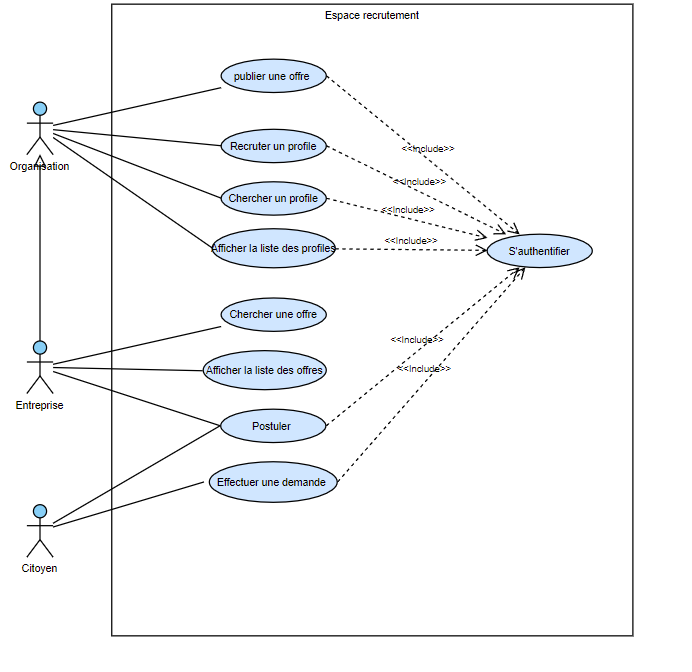 Espace recrutement
publier une offre
<<Include>>
Organisation
Recruter un profile
<<Include>>
Chercher un profile
<<Include>>
Afficher la liste des profiles
<<Include>>
S'authentifier
Chercher une offre
<<Include>>
Afficher la liste des offres
<<Include>>
Entreprise
Postuler
Effectuer une demande
Citoyen